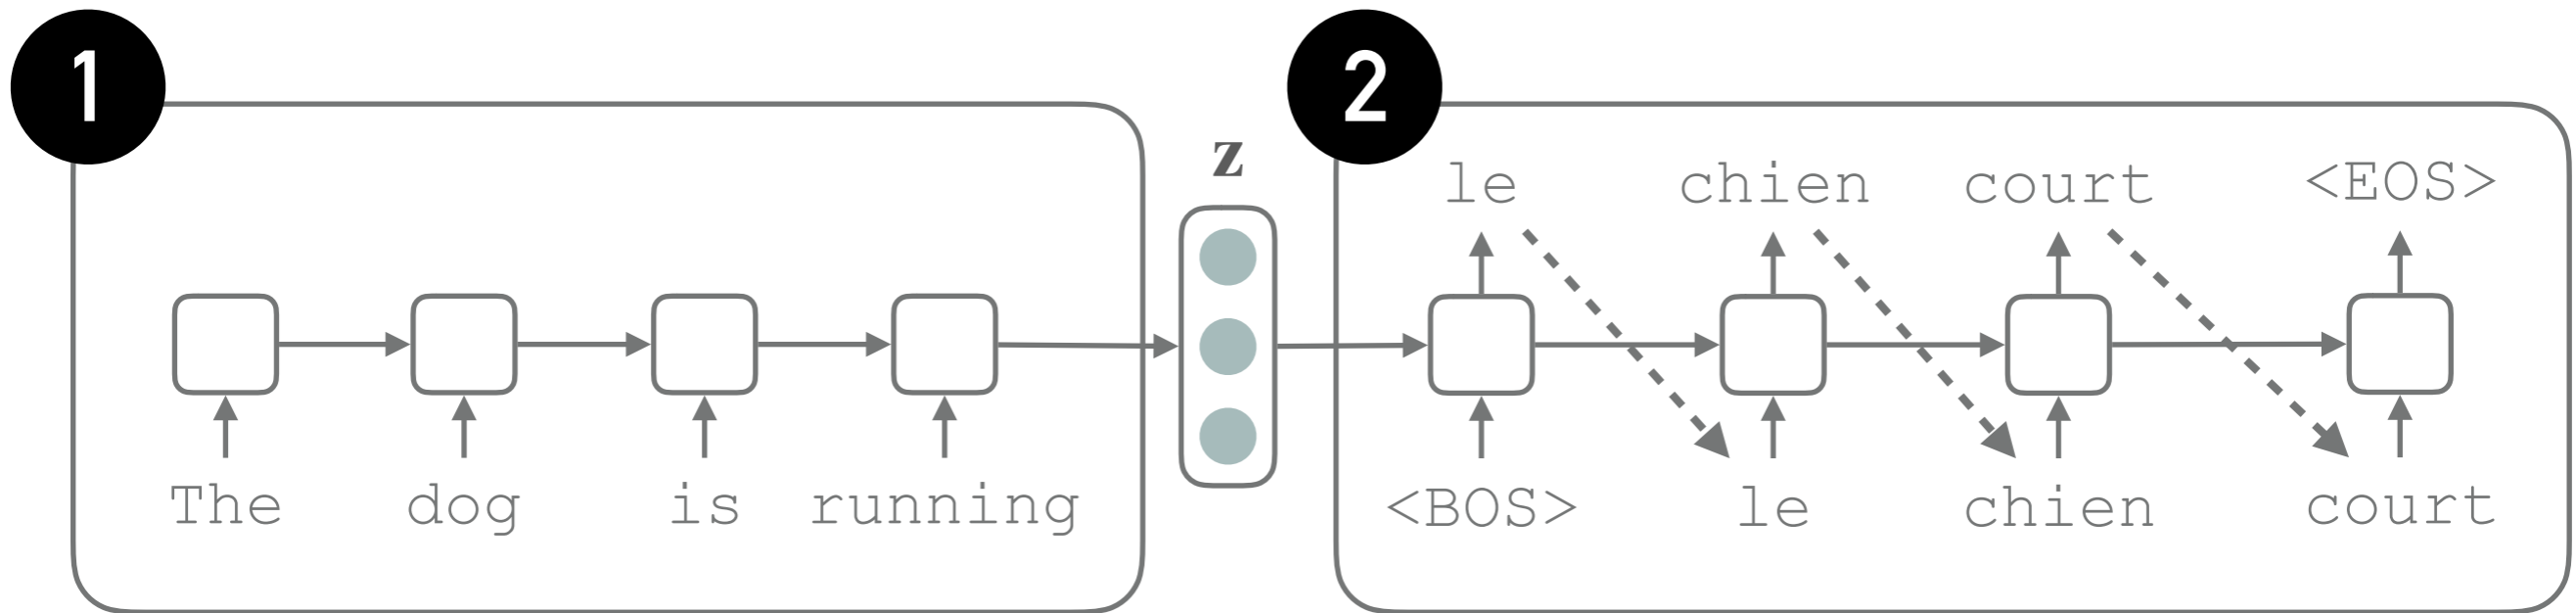 1
The dog is running
z
2
le chien court <EOS>
<BOS> le chien court